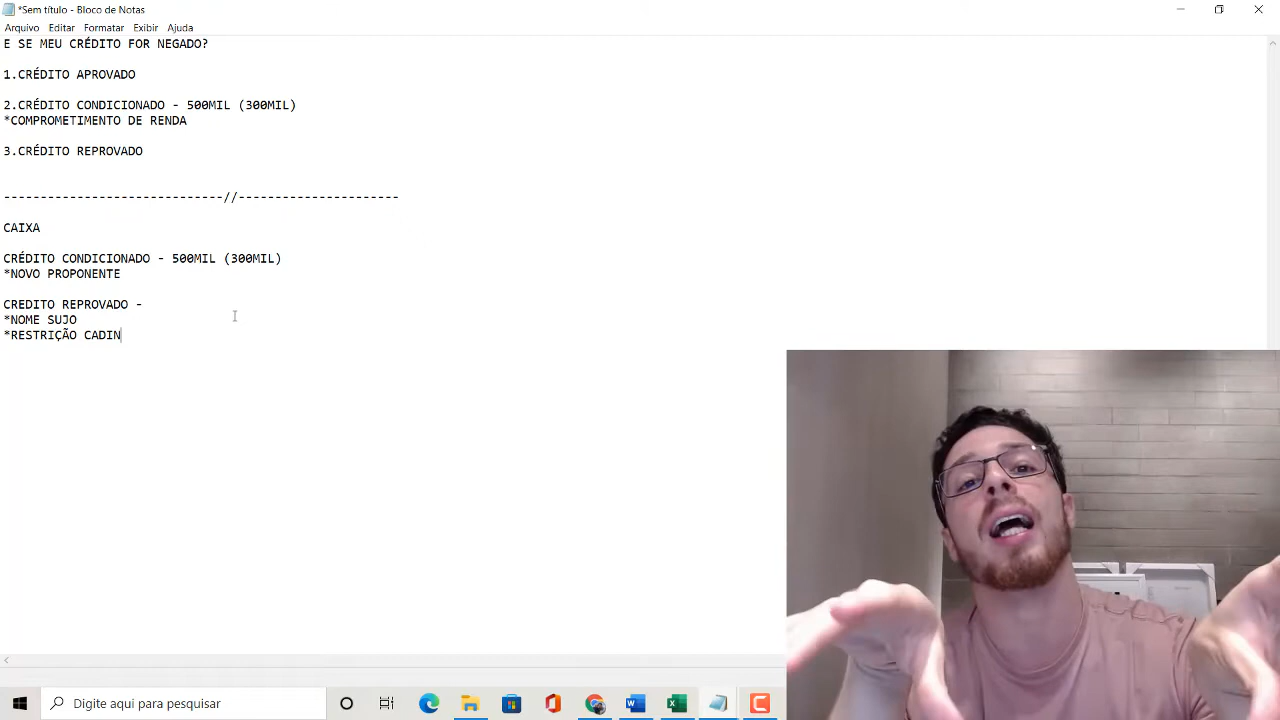 *Sem título - Bloco de Notas
Arquivo Editar Formatar Exibir Ajuda
E SE MEU CRÉDITO FOR NEGADO?
1.CRÉDITO APROVADO
2.CRÉDITO CONDICIONADO - 500MIL (300MIL)
*COMPROMETIMENTO DE RENDA
3.CRÉDITO REPROVADO
------------------------------//----------------------
CAIXA
CRÉDITO CONDICIONADO - 500MIL (300MIL)
*NOVO PROPONENTE
CREDITO REPROVADO -
*NOME SUJO
*RESTRIÇÃO CADIN
Digite aqui para pesquisar